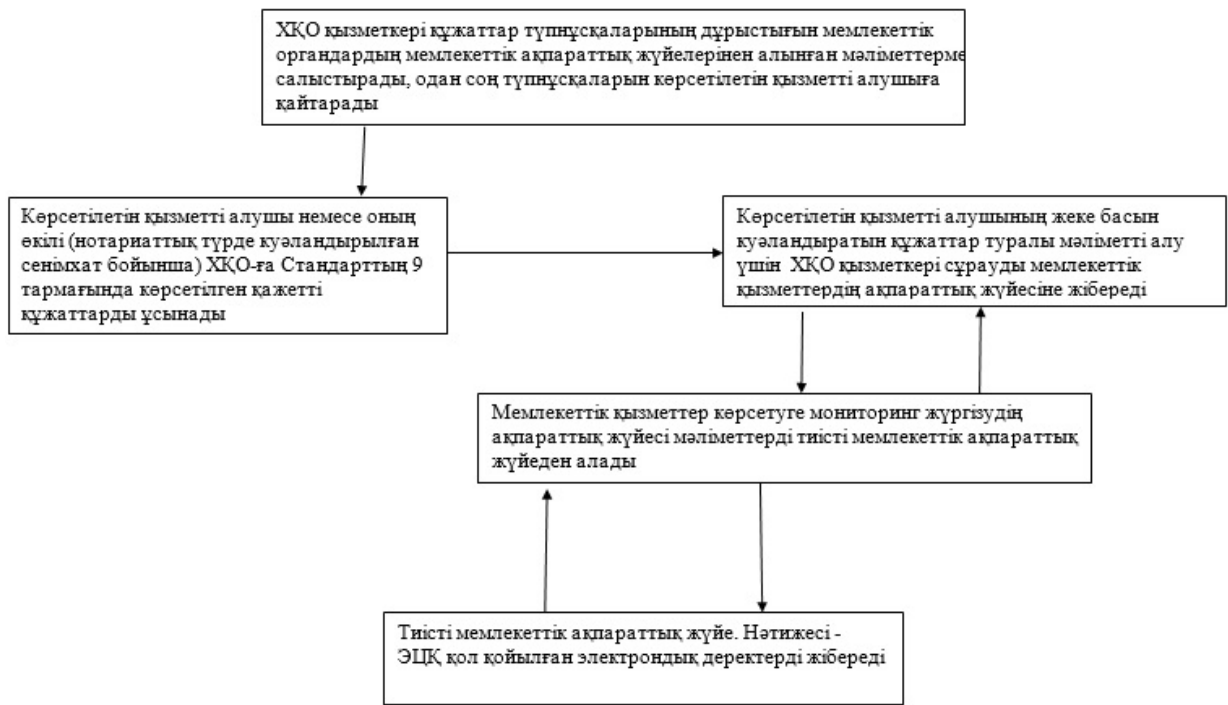 ХҚО қызметкері құжаттар түпнұсқаларының дұрыстығын мемлекеттік
органдардың мемлекеттік ақпараттық жүйелерінен алынған мәліметтерме
салыстырады, одан соң түпнұсқаларын көрсетілетін қызметті алушыға
қайтарады
Көрсетілетін қызметті алушы немесе оның
өкілі (нотариаттық түрде куәландырылған
сенімхат бойынша) ХҚО-ға Стандарттың 9
тармағында көрсетілген қажетті
құжаттарды ұсынады
Көрсетілетін қызметті алушының жеке басын
куәландыратын құжаттар туралы мәліметті алу
үшін ХҚО қызметкері сұрауды мемлекеттік
қызметтердің ақпараттық жүйесіне жібереді
Мемлекеттік қызметтер көрсетуге мониторинг жүргізудің
ақпараттық жүйесі мәліметтерді тиісті мемлекеттік ақпараттық
жүйеден алады
Тиісті мемлекеттік ақпараттық жүйе. Нәтижесі -
ЭЦҚ қол қойылған электрондық деректерді жібереді